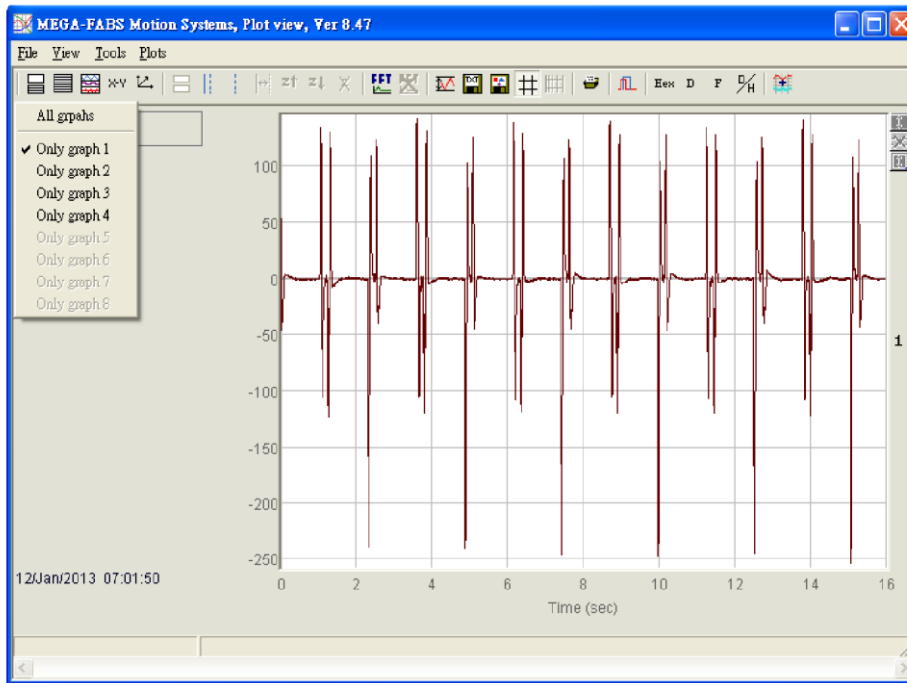 MEGA-FABS Motion Systems, Plot view, Ver 8.47
File View Tools Plots
X-Y Z↑ Z↓ X FFT TXT Hex D F D/H
All grpahs
✓ Only graph 1
Only graph 2
Only graph 3
Only graph 4
Only graph 5
Only graph 6
Only graph 7
Only graph 8
100
50
0
-50
-100
-150
-200
-250
1
0 2 4 6 8 10 12 14 16
Time (sec)
12/Jan/2013 07:01:50